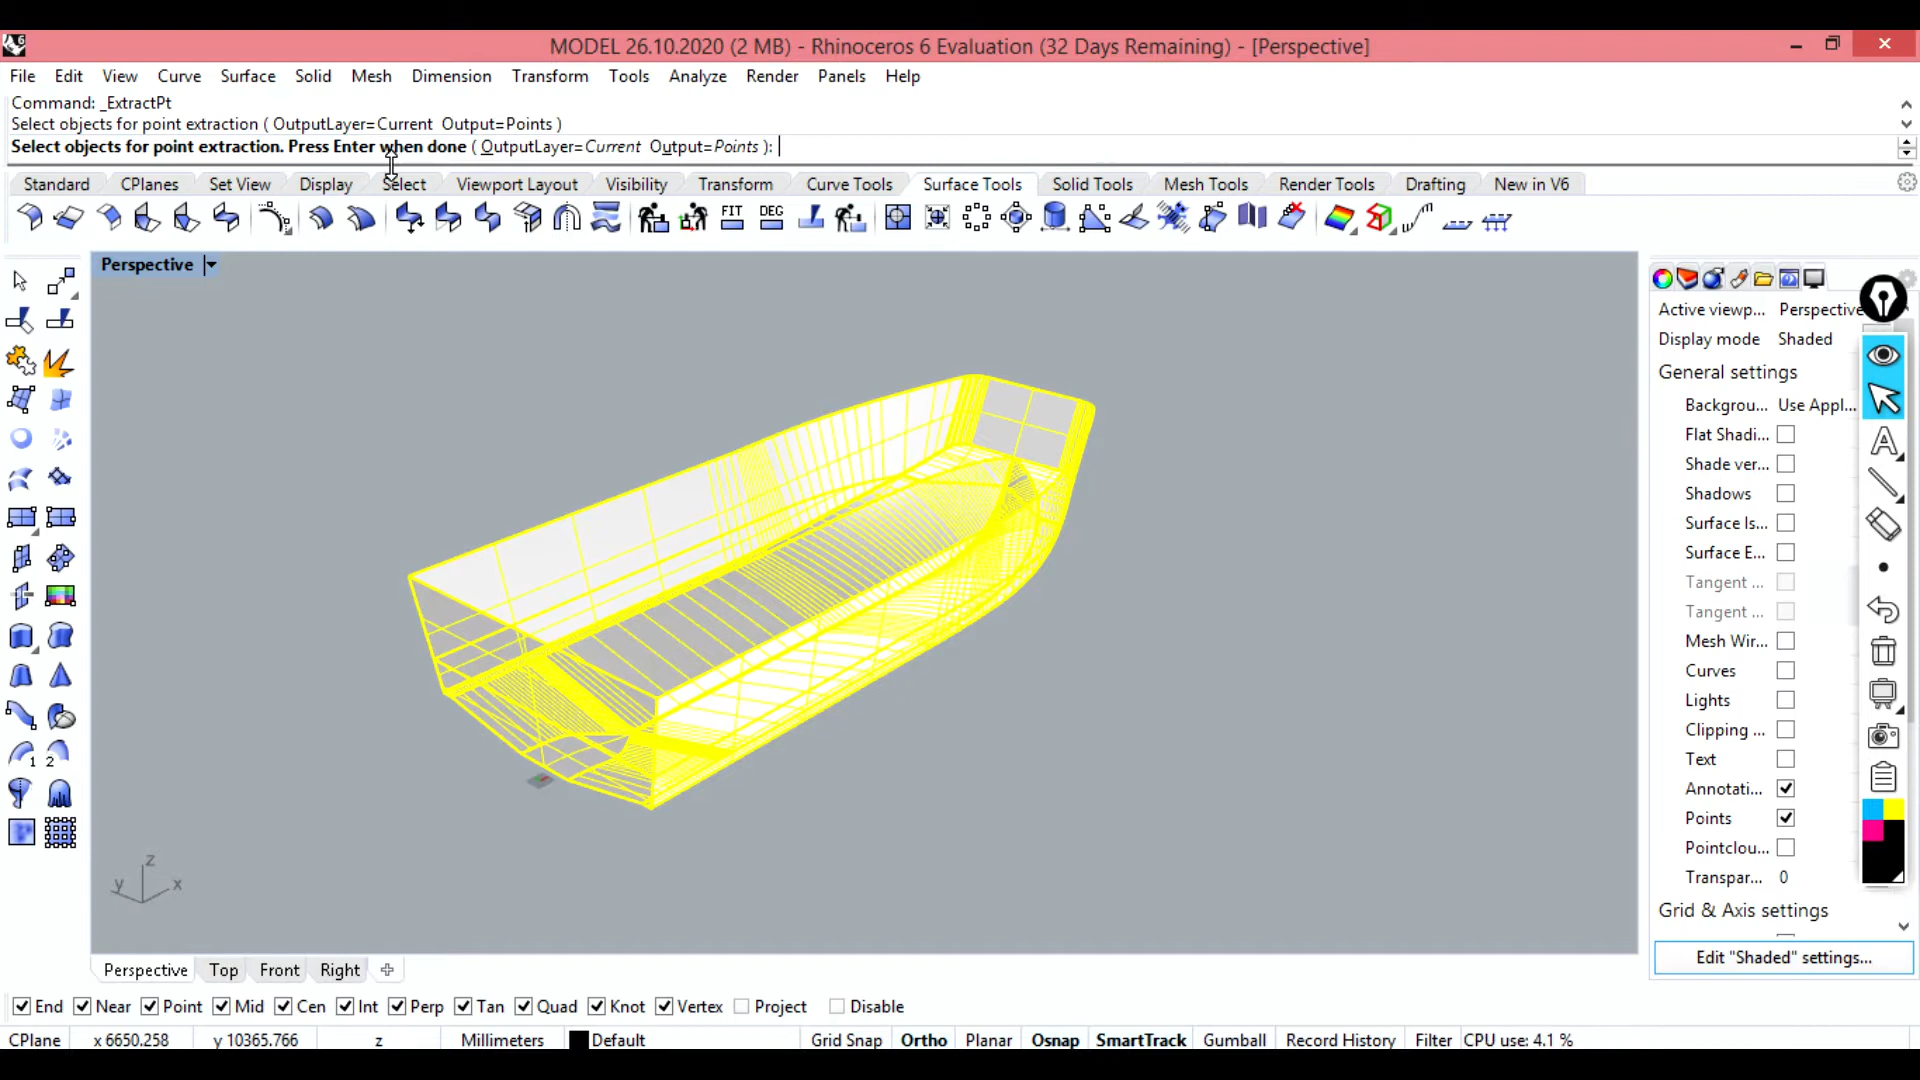 MODEL 26.10.2020 (2 MB) - Rhinoceros 6 Evaluation (32 Days Remaining) - [Perspective]
File Edit View Curve Surface Solid Mesh Dimension Transform Tools Analyze Render Panels Help
Command: _ExtractPt
Select objects for point extraction ( OutputLayer=Current Output=Points )
Select objects for point extraction. Press Enter when done ( OutputLayer=Current Output=Points ):
Standard CPlanes Set View Display Select Viewport Layout Visibility Transform Curve Tools Surface Tools Solid Tools Mesh Tools Render Tools Drafting New in V6
FIT DEG
Perspective
Active viewp... Perspective
Display mode Shaded
General settings
Backgrou... Use Appl...
Flat Shadi...
Shade ver...
Shadows
Surface Is...
Surface E...
Tangent ...
Tangent ...
Mesh Wir...
Curves
Lights
Clipping ...
Text
Annotati...
Points
Pointclou...
Transpar... 0
Grid & Axis settings
Edit "Shaded" settings...
1 2
z
y x
Perspective Top Front Right
End Near Point Mid Cen Int Perp Tan Quad Knot Vertex Project Disable
CPlane x 6650.258 y 10365.766 z Millimeters Default Grid Snap Ortho Planar Osnap SmartTrack Gumball Record History Filter CPU use: 4.1 %